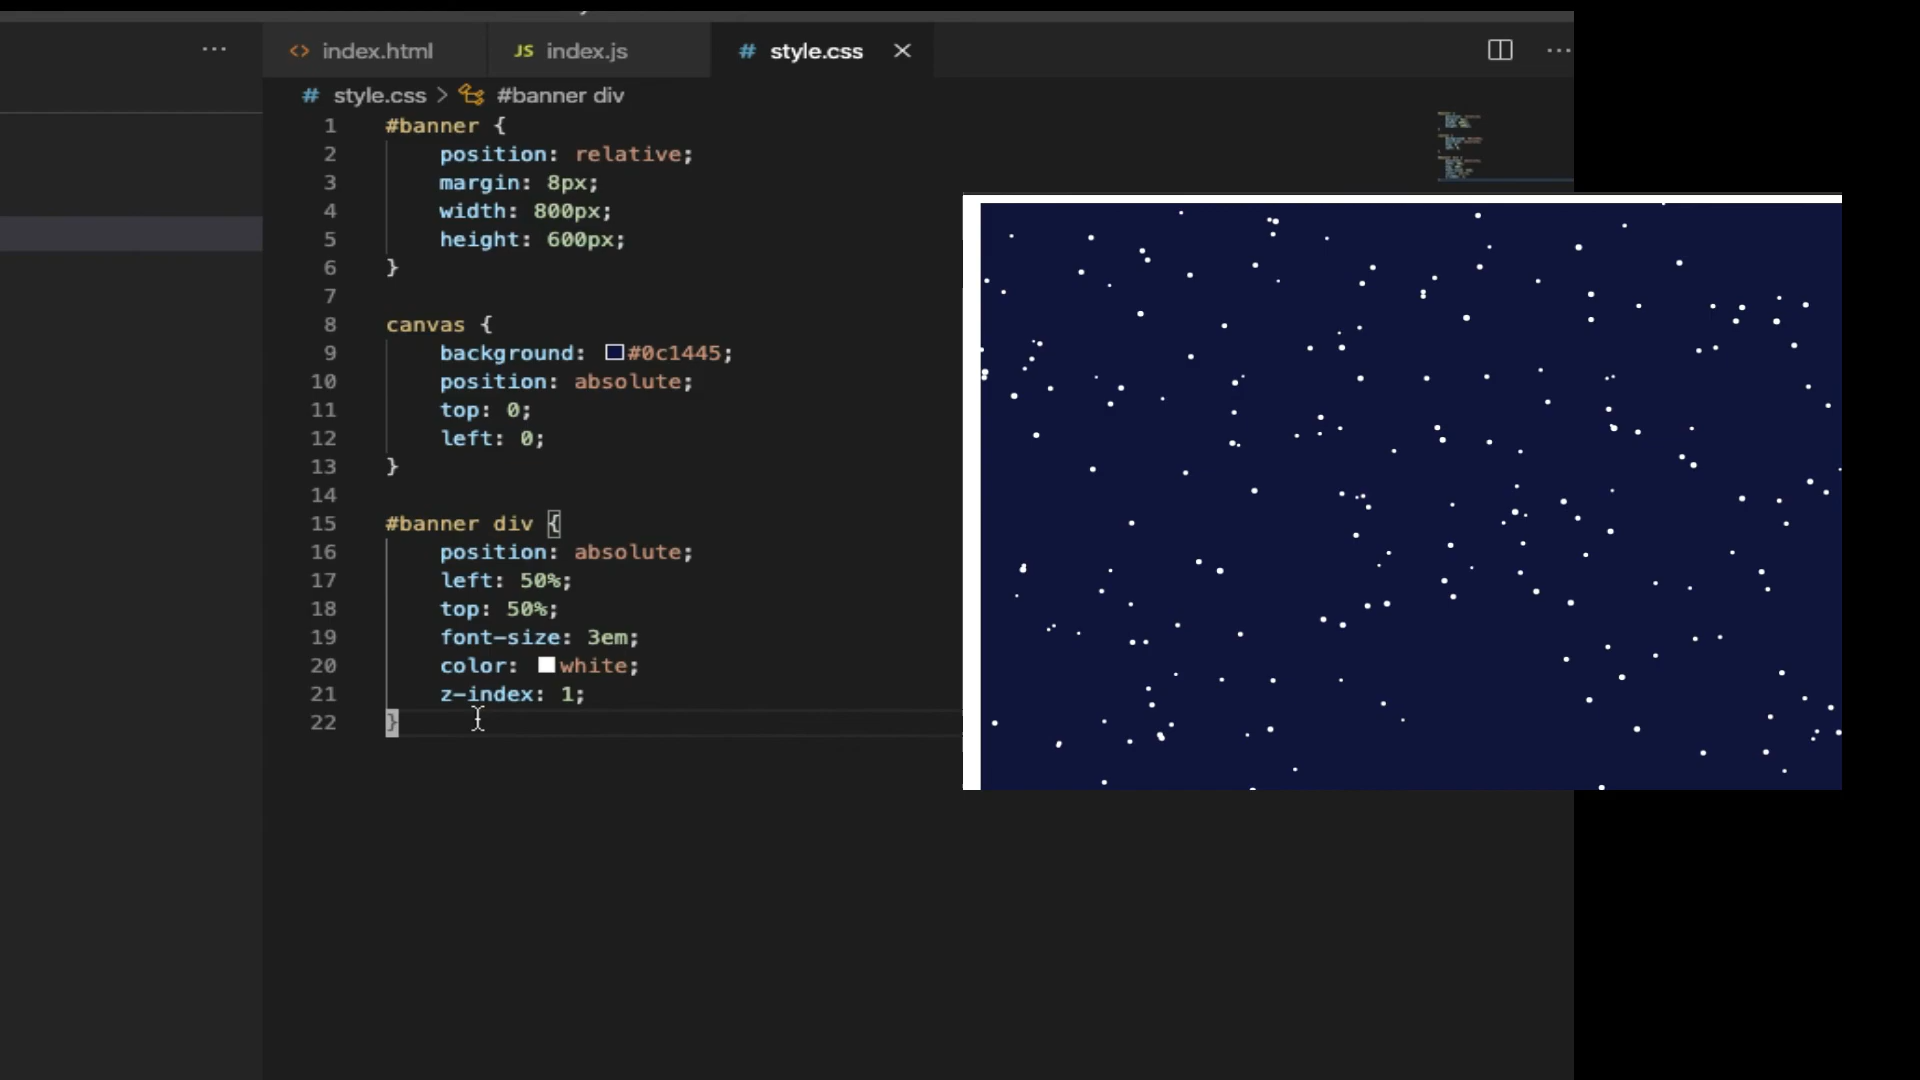 index.html
JS index.js
# style.css
# style.css > #banner div
1 #banner {
2 position: relative;
3 margin: 8px;
4 width: 800px;
5 height: 600px;
6 }
7
8 canvas {
9 background: #0c1445;
10 position: absolute;
11 top: 0;
12 left: 0;
13 }
14
15 #banner div {
16 position: absolute;
17 left: 50%;
18 top: 50%;
19 font-size: 3em;
20 color: white;
21 z-index: 1;
22 }